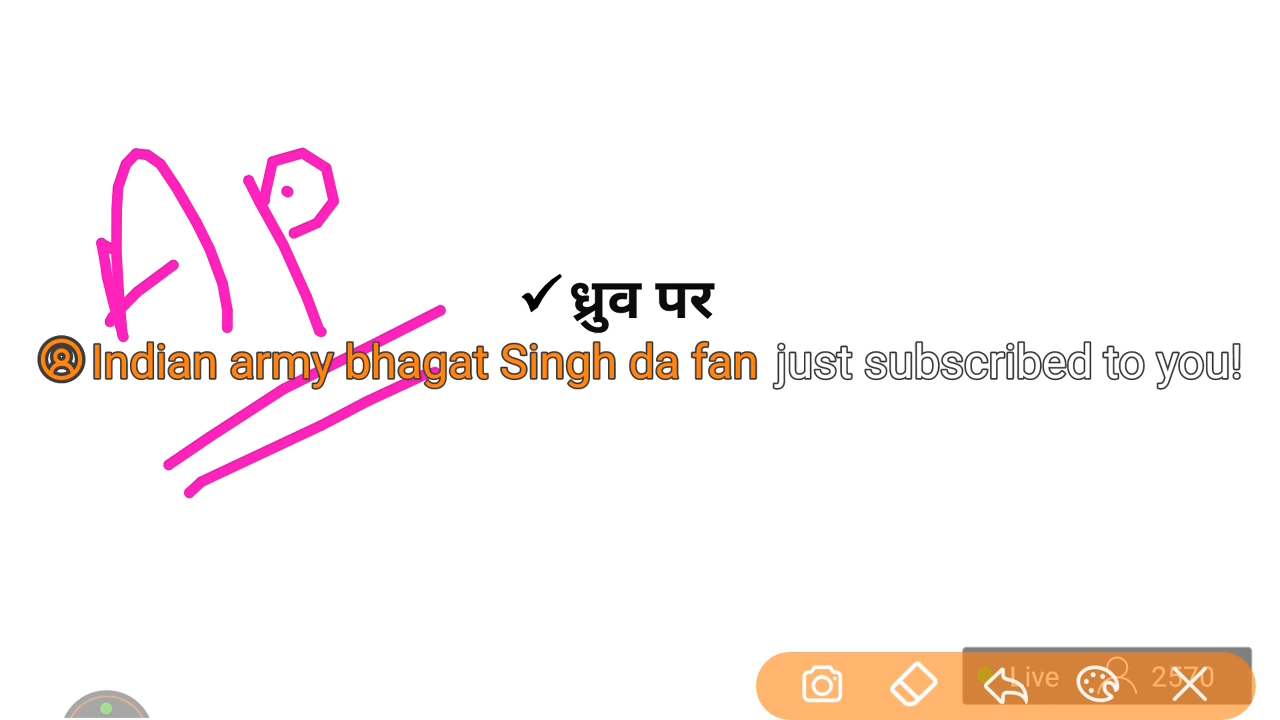 AP
✓ ध्रुव पर
Indian army bhagat Singh da fan just subscribed to you!
Live 2570